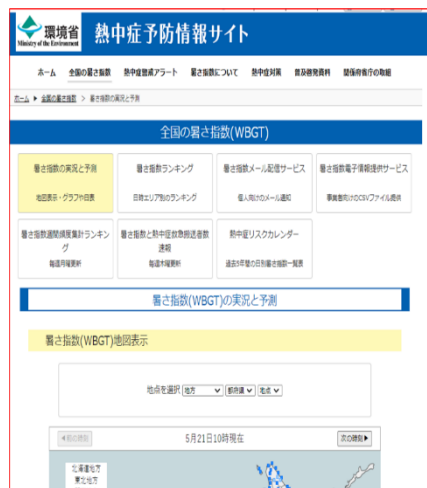 環境省
Ministry of the Environment
熱中症予防情報サイト
ホーム 全国の暑さ指数 熱中症警戒アラート 暑さ指数について 熱中症対策 普及啓発資料 関係府省庁の取組
ホーム ▶ 全国の暑さ指数 > 暑さ指数の実況と予測
全国の暑さ指数(WBGT)
暑さ指数の実況と予測
地図表示・グラフや日表
暑さ指数ランキング
日時エリア別のランキング
暑さ指数メール配信サービス
個人向けのメール通知
暑さ指数電子情報提供サービス
事業者向けのCSVファイル提供
暑さ指数週間頻度集計ランキン
グ
毎週月曜更新
暑さ指数と熱中症救急搬送者数
速報
毎週木曜更新
熱中症リスクカレンダー
過去5年間の日別暑さ指数一覧表
暑さ指数(WBGT)の実況と予測
暑さ指数(WBGT)地図表示
地点を選択 地方 都府県 地点
◀前の時刻
5月21日10時現在
次の時刻▶
北海道地方
東北地方